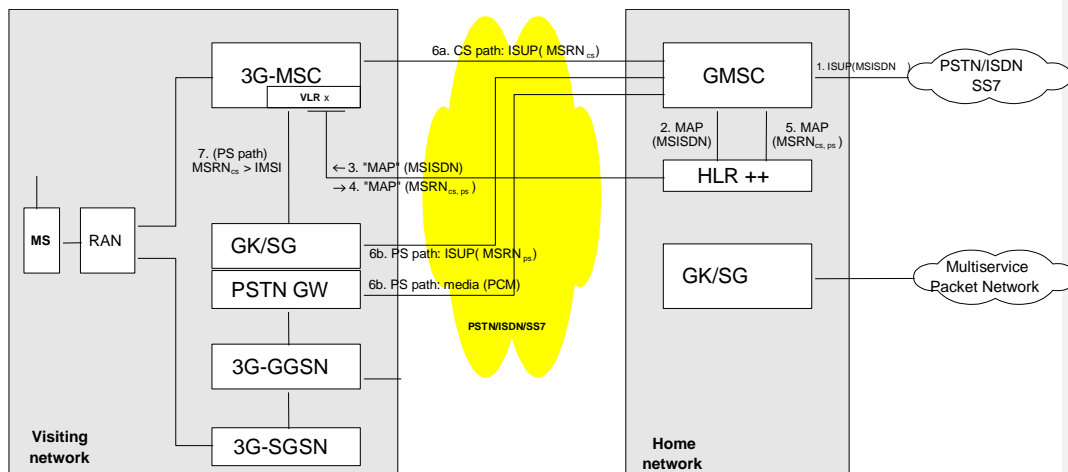 6a. CS path: ISUP( MSRNcs)
3G-MSC
VLR x
GMSC
1. ISUP(MSISDN )
PSTN/ISDN
SS7
2. MAP
(MSISDN)
5. MAP
(MSRNcs, ps)
7. (PS path)
MSRNcs > IMSI
← 3. "MAP" (MSISDN)
→ 4. "MAP" (MSRNcs, ps)
HLR ++
MS
RAN
GK/SG
6b. PS path: ISUP( MSRNps)
PSTN GW
6b. PS path: media (PCM)
GK/SG
Multiservice
Packet Network
PSTN/ISDN/SS7
3G-GGSN
3G-SGSN
Visiting
network
Home
network